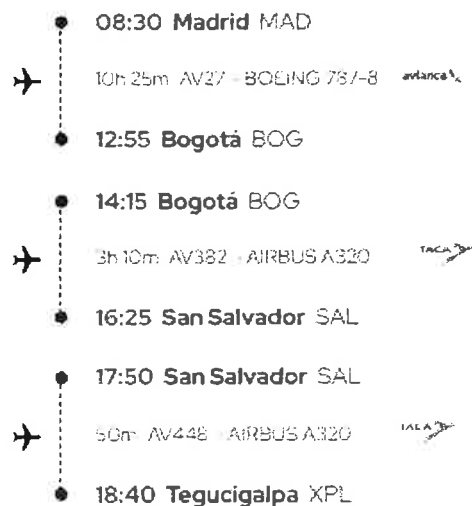 08:30 Madrid MAD
10h 25m AV27 - BOEING 787-8 avianca
12:55 Bogotá BOG
14:15 Bogotá BOG
3h 10m AV382 - AIRBUS A320 TACA
16:25 San Salvador SAL
17:50 San Salvador SAL
50m AV448 - AIRBUS A320 TACA
18:40 Tegucigalpa XPL